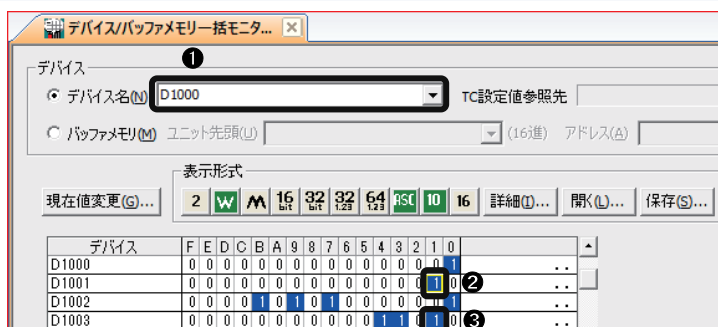 デバイス/バッファメモリ一括モニタ...
❶
デバイス
デバイス名(N) D1000 TC設定値参照先
バッファメモリ(M) ユニット先頭(U) (16進) アドレス(A)
表示形式
現在値変更(G)... 2 W M 16bit 32bit 32 1.23 64 1.23 ASC 10 16 詳細(I)... 開く(L)... 保存(S)...
デバイス F E D C B A 9 8 7 6 5 4 3 2 1 0
D1000 0 0 0 0 0 0 0 0 0 0 0 0 0 0 0 1 ..
D1001 0 0 0 0 0 0 0 0 0 0 0 0 0 0 1 0 ❷ ..
D1002 0 0 0 0 1 0 1 0 1 0 0 0 0 0 0 1 ..
D1003 0 0 0 0 0 0 0 0 0 0 0 1 1 0 1 0 ❸ ..